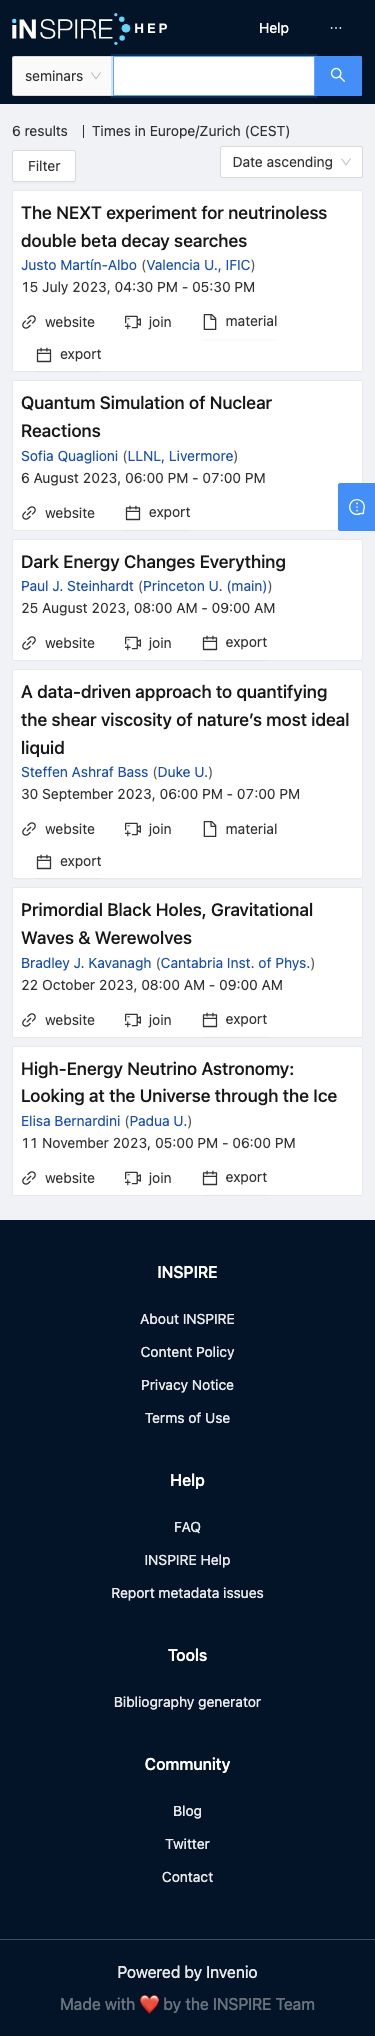 iNSPIRE HEP
Help
···
seminars
6 results | Times in Europe/Zurich (CEST)
Filter
Date ascending
The NEXT experiment for neutrinoless
double beta decay searches
Justo Martín-Albo (Valencia U., IFIC)
15 July 2023, 04:30 PM - 05:30 PM
website join material
export
Quantum Simulation of Nuclear
Reactions
Sofia Quaglioni (LLNL, Livermore)
6 August 2023, 06:00 PM - 07:00 PM
website export
Dark Energy Changes Everything
Paul J. Steinhardt (Princeton U. (main))
25 August 2023, 08:00 AM - 09:00 AM
website join export
A data-driven approach to quantifying
the shear viscosity of nature’s most ideal
liquid
Steffen Ashraf Bass (Duke U.)
30 September 2023, 06:00 PM - 07:00 PM
website join material
export
Primordial Black Holes, Gravitational
Waves & Werewolves
Bradley J. Kavanagh (Cantabria Inst. of Phys.)
22 October 2023, 08:00 AM - 09:00 AM
website join export
High-Energy Neutrino Astronomy:
Looking at the Universe through the Ice
Elisa Bernardini (Padua U.)
11 November 2023, 05:00 PM - 06:00 PM
website join export
INSPIRE
About INSPIRE
Content Policy
Privacy Notice
Terms of Use
Help
FAQ
INSPIRE Help
Report metadata issues
Tools
Bibliography generator
Community
Blog
Twitter
Contact
Powered by Invenio
Made with ❤️ by the INSPIRE Team